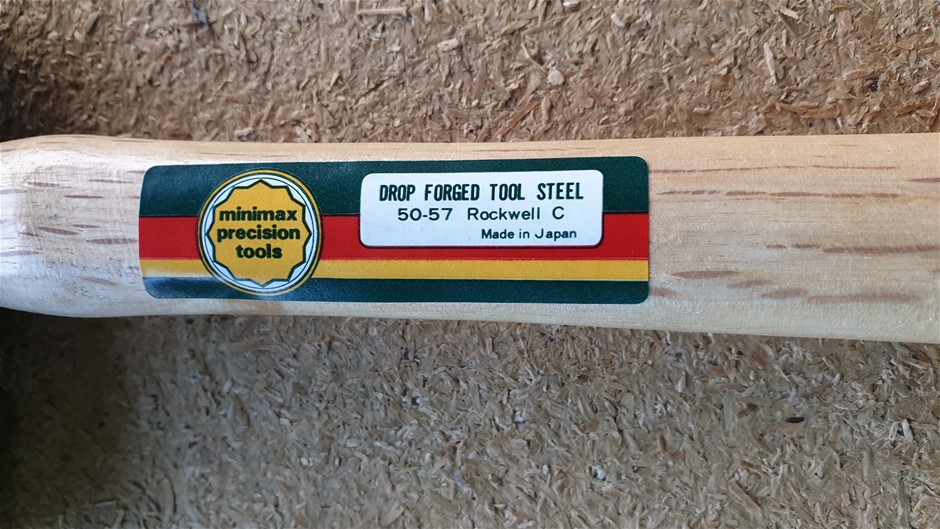 minimax
precision
tools
DROP FORGED TOOL STEEL
50-57 Rockwell C
Made in Japan